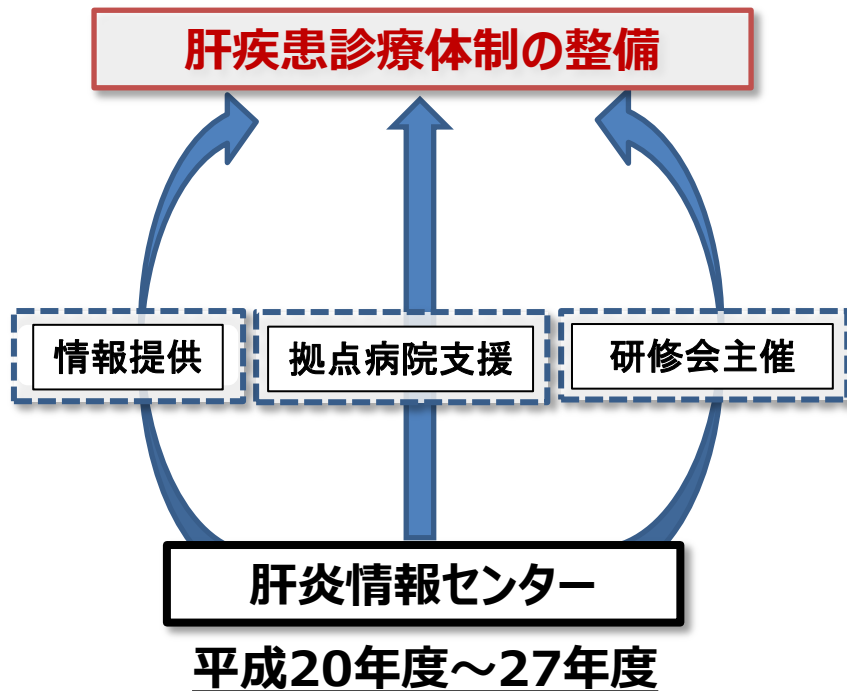 肝疾患診療体制の整備
情報提供
拠点病院支援
研修会主催
肝炎情報センター
平成20年度～27年度